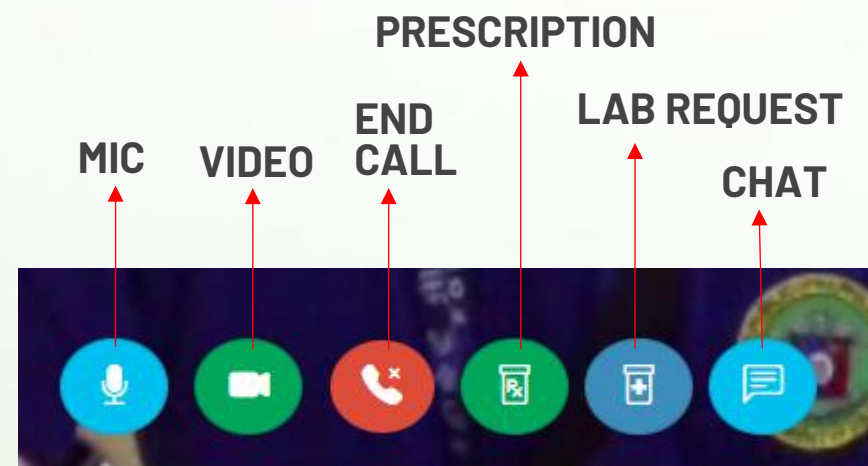 PRESCRIPTION
LAB REQUEST
END
CALL
MIC
VIDEO
CHAT
Rx